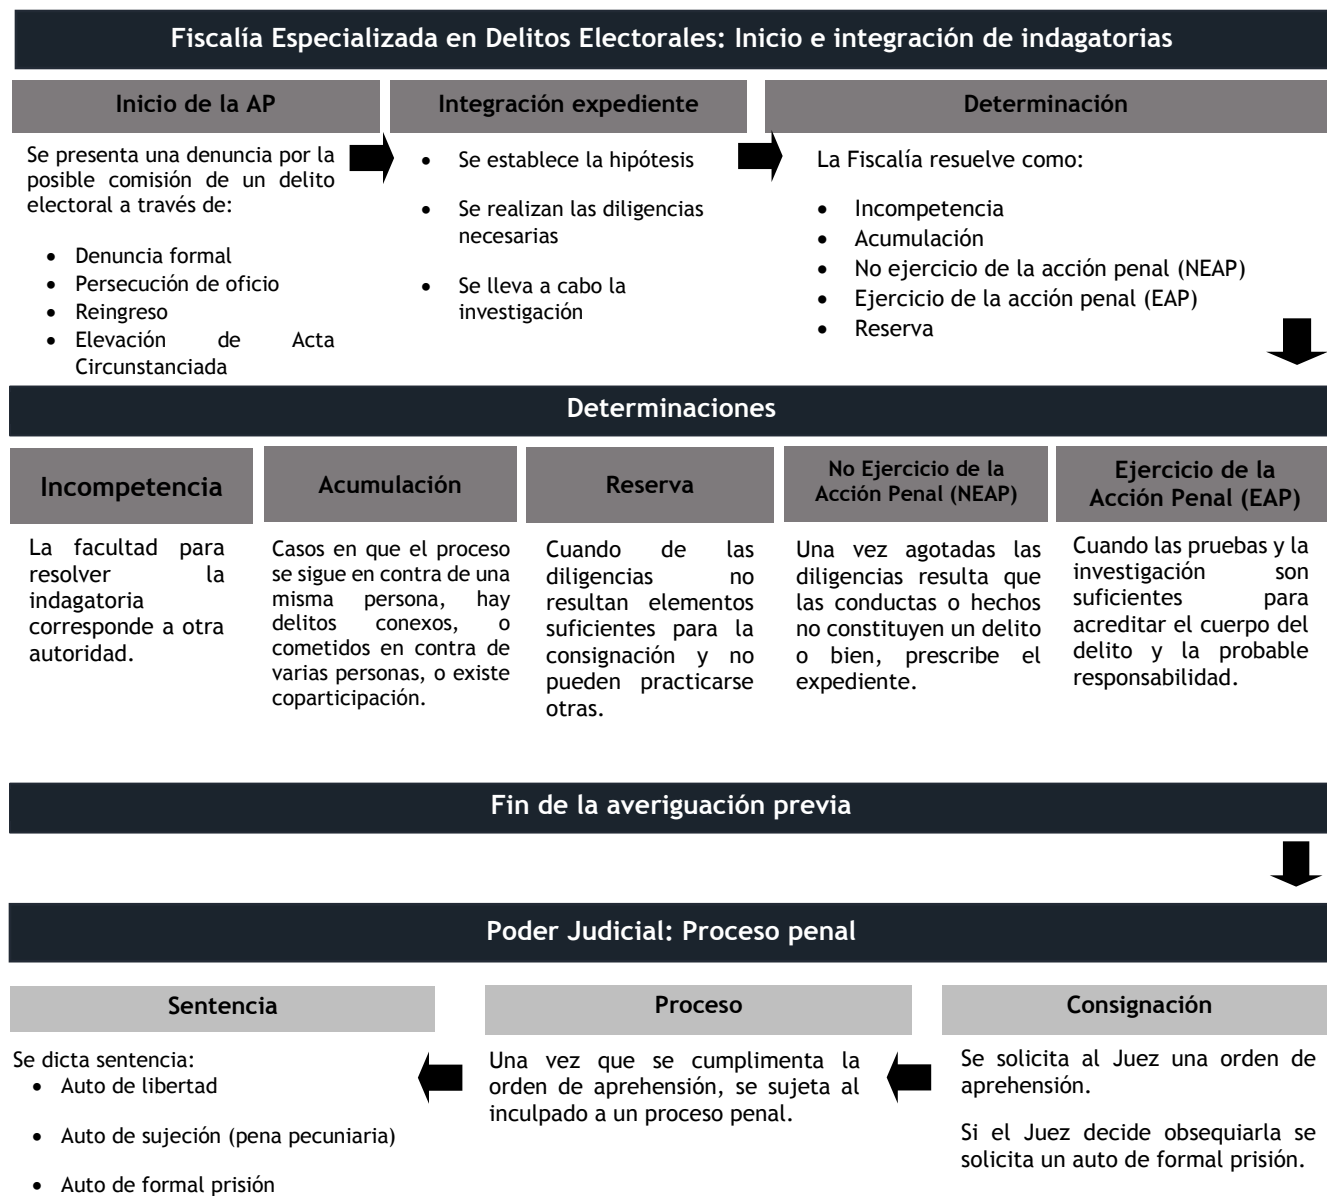 Fiscalía Especializada en Delitos Electorales: Inicio e integración de indagatorias
Inicio de la AP
Se presenta una denuncia por la
posible comisión de un delito
electoral a través de:
• Denuncia formal
• Persecución de oficio
• Reingreso
• Elevación de Acta
Circunstanciada
Integración expediente
• Se establece la hipótesis
• Se realizan las diligencias
necesarias
• Se lleva a cabo la
investigación
Determinación
La Fiscalía resuelve como:
• Incompetencia
• Acumulación
• No ejercicio de la acción penal (NEAP)
• Ejercicio de la acción penal (EAP)
• Reserva
Determinaciones
Incompetencia
La facultad para
resolver la
indagatoria
corresponde a otra
autoridad.
Acumulación
Casos en que el proceso
se sigue en contra de una
misma persona, hay
delitos conexos, o
cometidos en contra de
varias personas, o existe
coparticipación.
Reserva
Cuando de las
diligencias no
resultan elementos
suficientes para la
consignación y no
pueden practicarse
otras.
No Ejercicio de la
Acción Penal (NEAP)
Una vez agotadas las
diligencias resulta que
las conductas o hechos
no constituyen un delito
o bien, prescribe el
expediente.
Ejercicio de la
Acción Penal (EAP)
Cuando las pruebas y la
investigación son
suficientes para
acreditar el cuerpo del
delito y la probable
responsabilidad.
Fin de la averiguación previa
Poder Judicial: Proceso penal
Sentencia
Se dicta sentencia:
• Auto de libertad
• Auto de sujeción (pena pecuniaria)
• Auto de formal prisión
Proceso
Una vez que se cumplimenta la
orden de aprehensión, se sujeta al
inculpado a un proceso penal.
Consignación
Se solicita al Juez una orden de
aprehensión.
Si el Juez decide obsequiarla se
solicita un auto de formal prisión.